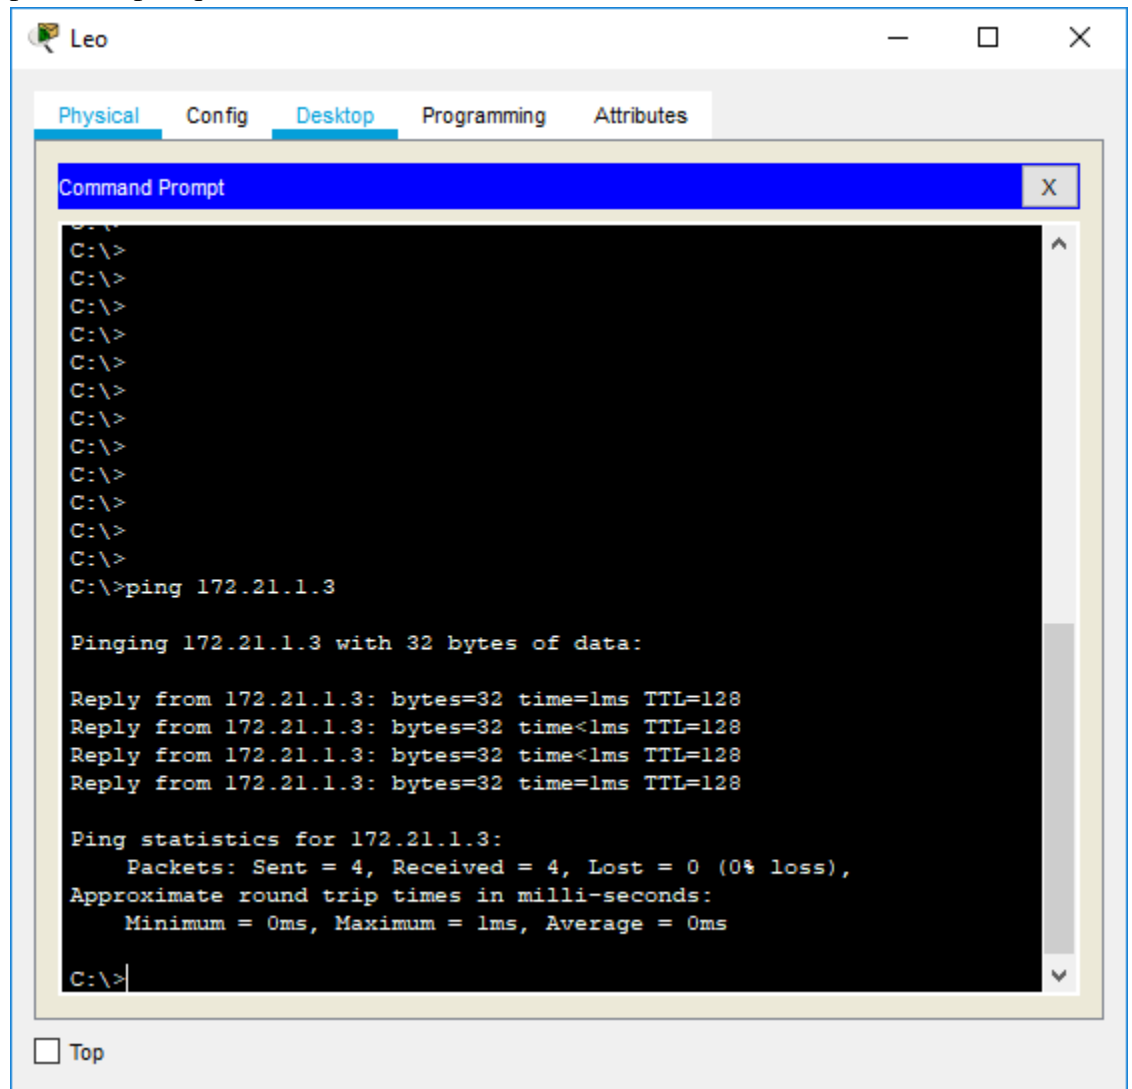 Leo
Physical Config Desktop Programming Attributes
Command Prompt
X
C:\>
C:\>
C:\>
C:\>
C:\>
C:\>
C:\>
C:\>
C:\>
C:\>
C:\>
C:\>
C:\>ping 172.21.1.3
Pinging 172.21.1.3 with 32 bytes of data:
Reply from 172.21.1.3: bytes=32 time=1ms TTL=128
Reply from 172.21.1.3: bytes=32 time<1ms TTL=128
Reply from 172.21.1.3: bytes=32 time<1ms TTL=128
Reply from 172.21.1.3: bytes=32 time=1ms TTL=128
Ping statistics for 172.21.1.3:
Packets: Sent = 4, Received = 4, Lost = 0 (0% loss),
Approximate round trip times in milli-seconds:
Minimum = 0ms, Maximum = 1ms, Average = 0ms
C:\>
Top